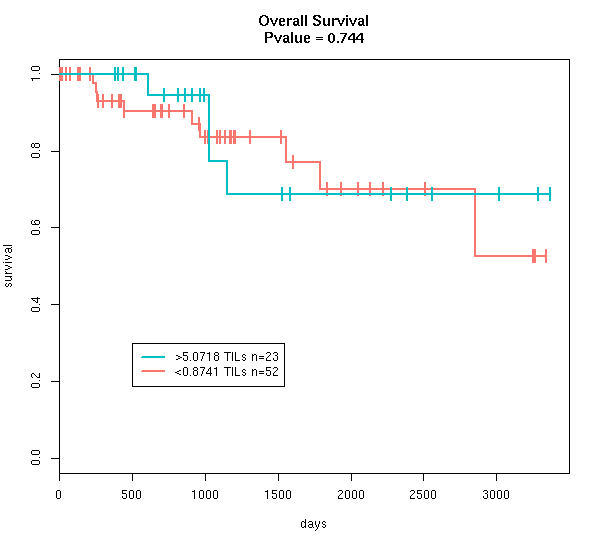 Overall Survival
Pvalue = 0.744
1.0
0.8
0.6
0.4
0.2
0.0
survival
>5.0718 TILs n=23
<0.8741 TILs n=52
0 500 1000 1500 2000 2500 3000
days